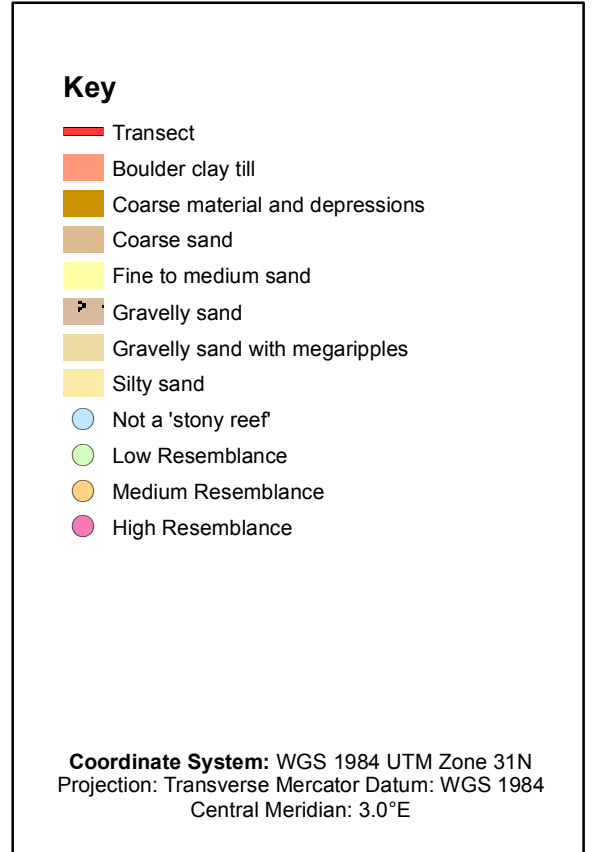 Key
Transect
Boulder clay till
Coarse material and depressions
Coarse sand
Fine to medium sand
Gravelly sand
Gravelly sand with megaripples
Silty sand
Not a 'stony reef'
Low Resemblance
Medium Resemblance
High Resemblance
Coordinate System: WGS 1984 UTM Zone 31N
Projection: Transverse Mercator Datum: WGS 1984
Central Meridian: 3.0°E